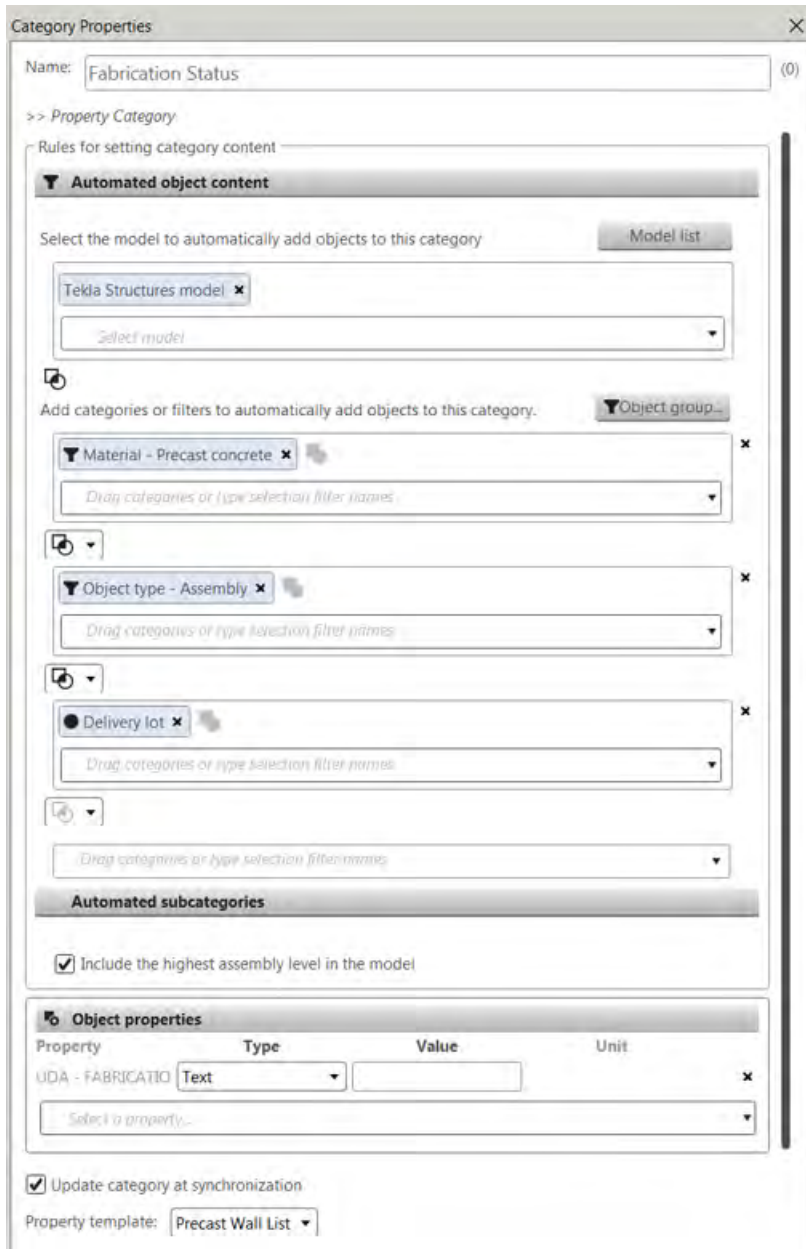 Category Properties
Name: Fabrication Status (0)
>> Property Category
Rules for setting category content
Automated object content
Select the model to automatically add objects to this category Model list
Tekla Structures model
Select model
Add categories or filters to automatically add objects to this category. Object group...
Material - Precast concrete
Drag categories or type selection filter names
Object type - Assembly
Drag categories or type selection filter names
Delivery lot
Drag categories or type selection filter names
Drag categories or type selection filter names
Automated subcategories
Include the highest assembly level in the model
Object properties
Property Type Value Unit
UDA - FABRICATIO Text
Select a property...
Update category at synchronization
Property template: Precast Wall List